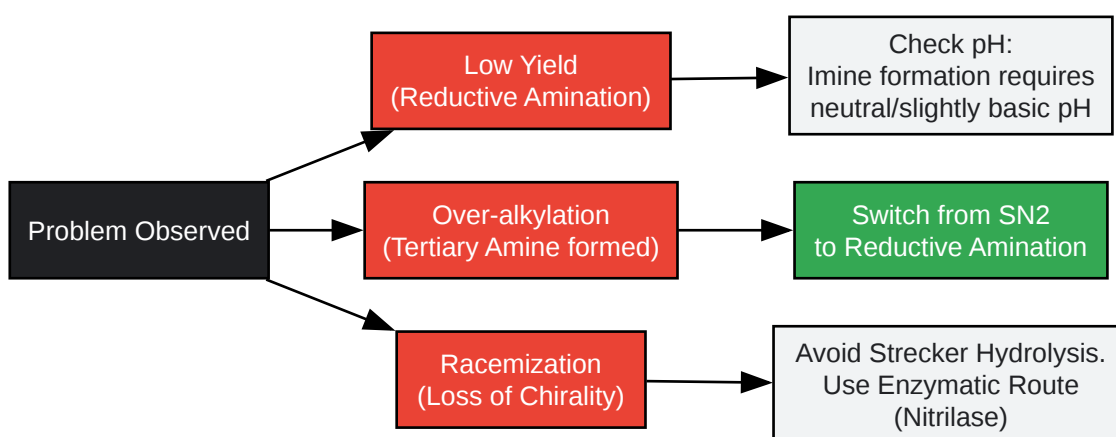 Problem Observed
Low Yield
(Reductive Amination)
Check pH:
Imine formation requires
neutral/slightly basic pH
Over-alkylation
(Tertiary Amine formed)
Switch from SN2
to Reductive Amination
Racemization
(Loss of Chirality)
Avoid Strecker Hydrolysis.
Use Enzymatic Route
(Nitrilase)